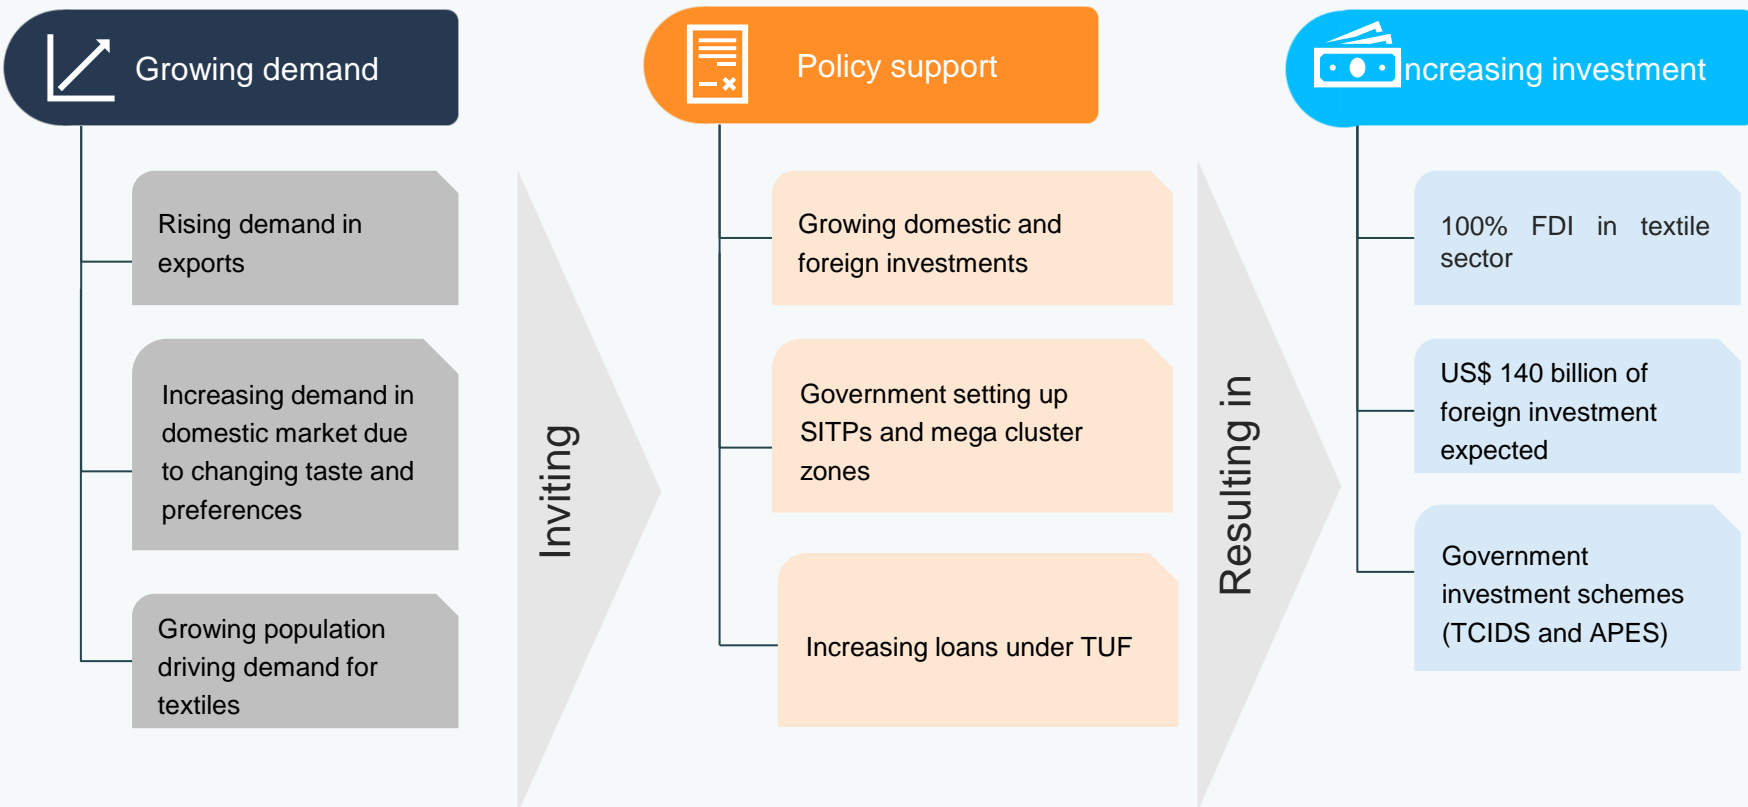 Growing demand
Rising demand in
exports
Increasing demand in
domestic market due
to changing taste and
preferences
Growing population
driving demand for
textiles
Inviting
Policy support
Growing domestic and
foreign investments
Government setting up
SITPs and mega cluster
zones
Increasing loans under TUF
Resulting in
ncreasing investment
100% FDI in textile
sector
US$ 140 billion of
foreign investment
expected
Government
investment schemes
(TCIDS and APES)